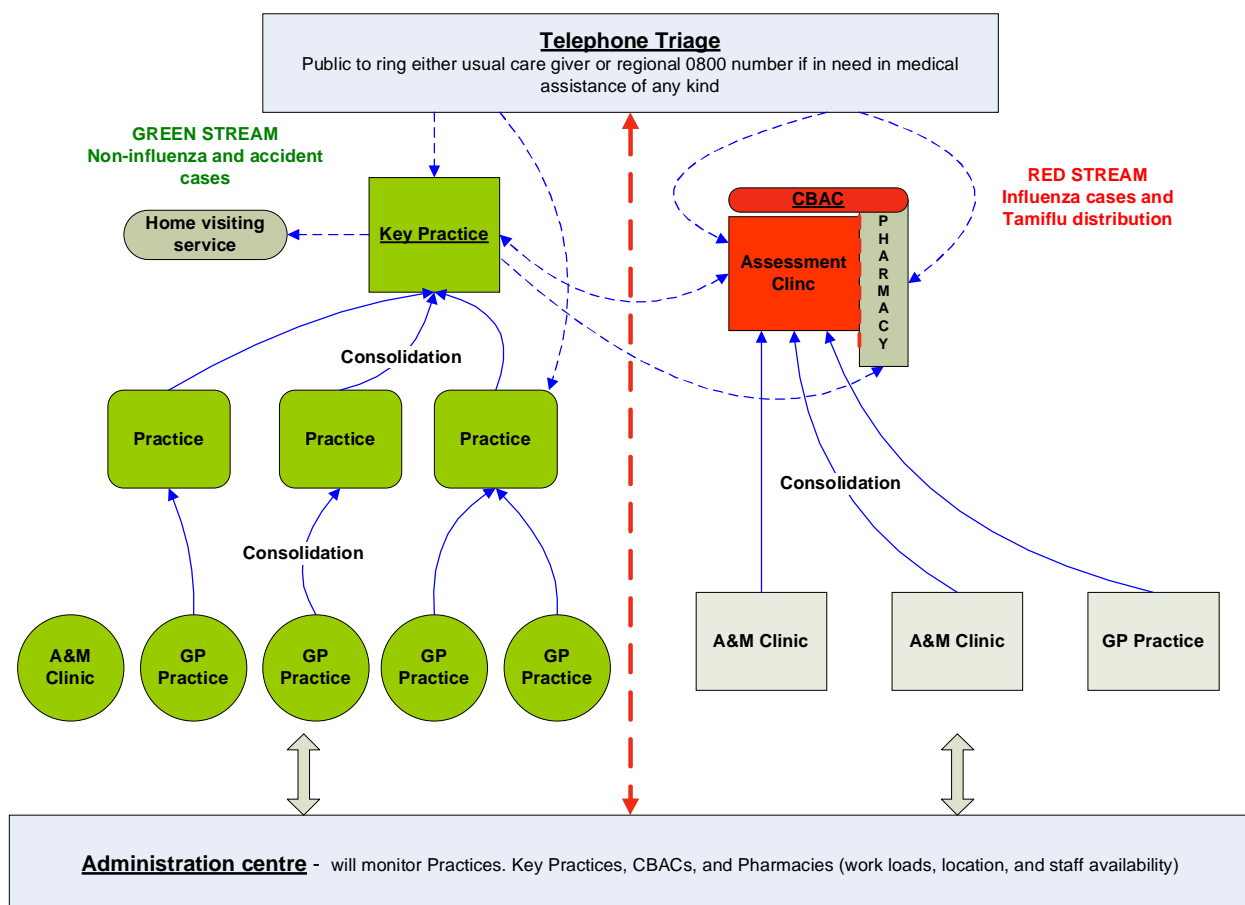 Telephone Triage
Public to ring either usual care giver or regional 0800 number if in need in medical
assistance of any kind
GREEN STREAM
Non-influenza and accident
cases
RED STREAM
Influenza cases and
Tamiflu distribution
Home visiting
service
Key Practice
CBAC
Assessment
Clinc
P
H
A
R
M
A
C
Y
Consolidation
Practice
Practice
Practice
Consolidation
Consolidation
A&M
Clinic
GP
Practice
GP
Practice
GP
Practice
GP
Practice
A&M Clinic
A&M Clinic
GP Practice
Administration centre - will monitor Practices. Key Practices, CBACs, and Pharmacies (work loads, location, and staff availability)